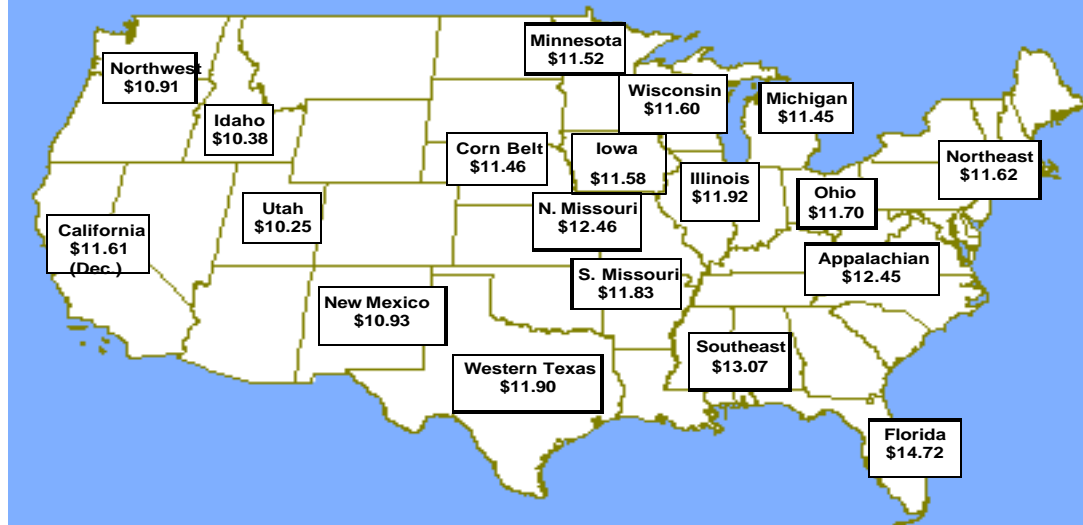 Minnesota
$11.52
Northwest
$10.91
Wisconsin
$11.60
Michigan
$11.45
Idaho
$10.38
Corn Belt
$11.46
Iowa
$11.58
Illinois
$11.92
Northeast
$11.62
Ohio
$11.70
Utah
$10.25
N. Missouri
$12.46
California
$11.61
(Dec.)
Appalachian
$12.45
S. Missouri
$11.83
New Mexico
$10.93
Southeast
$13.07
Western Texas
$11.90
Florida
$14.72